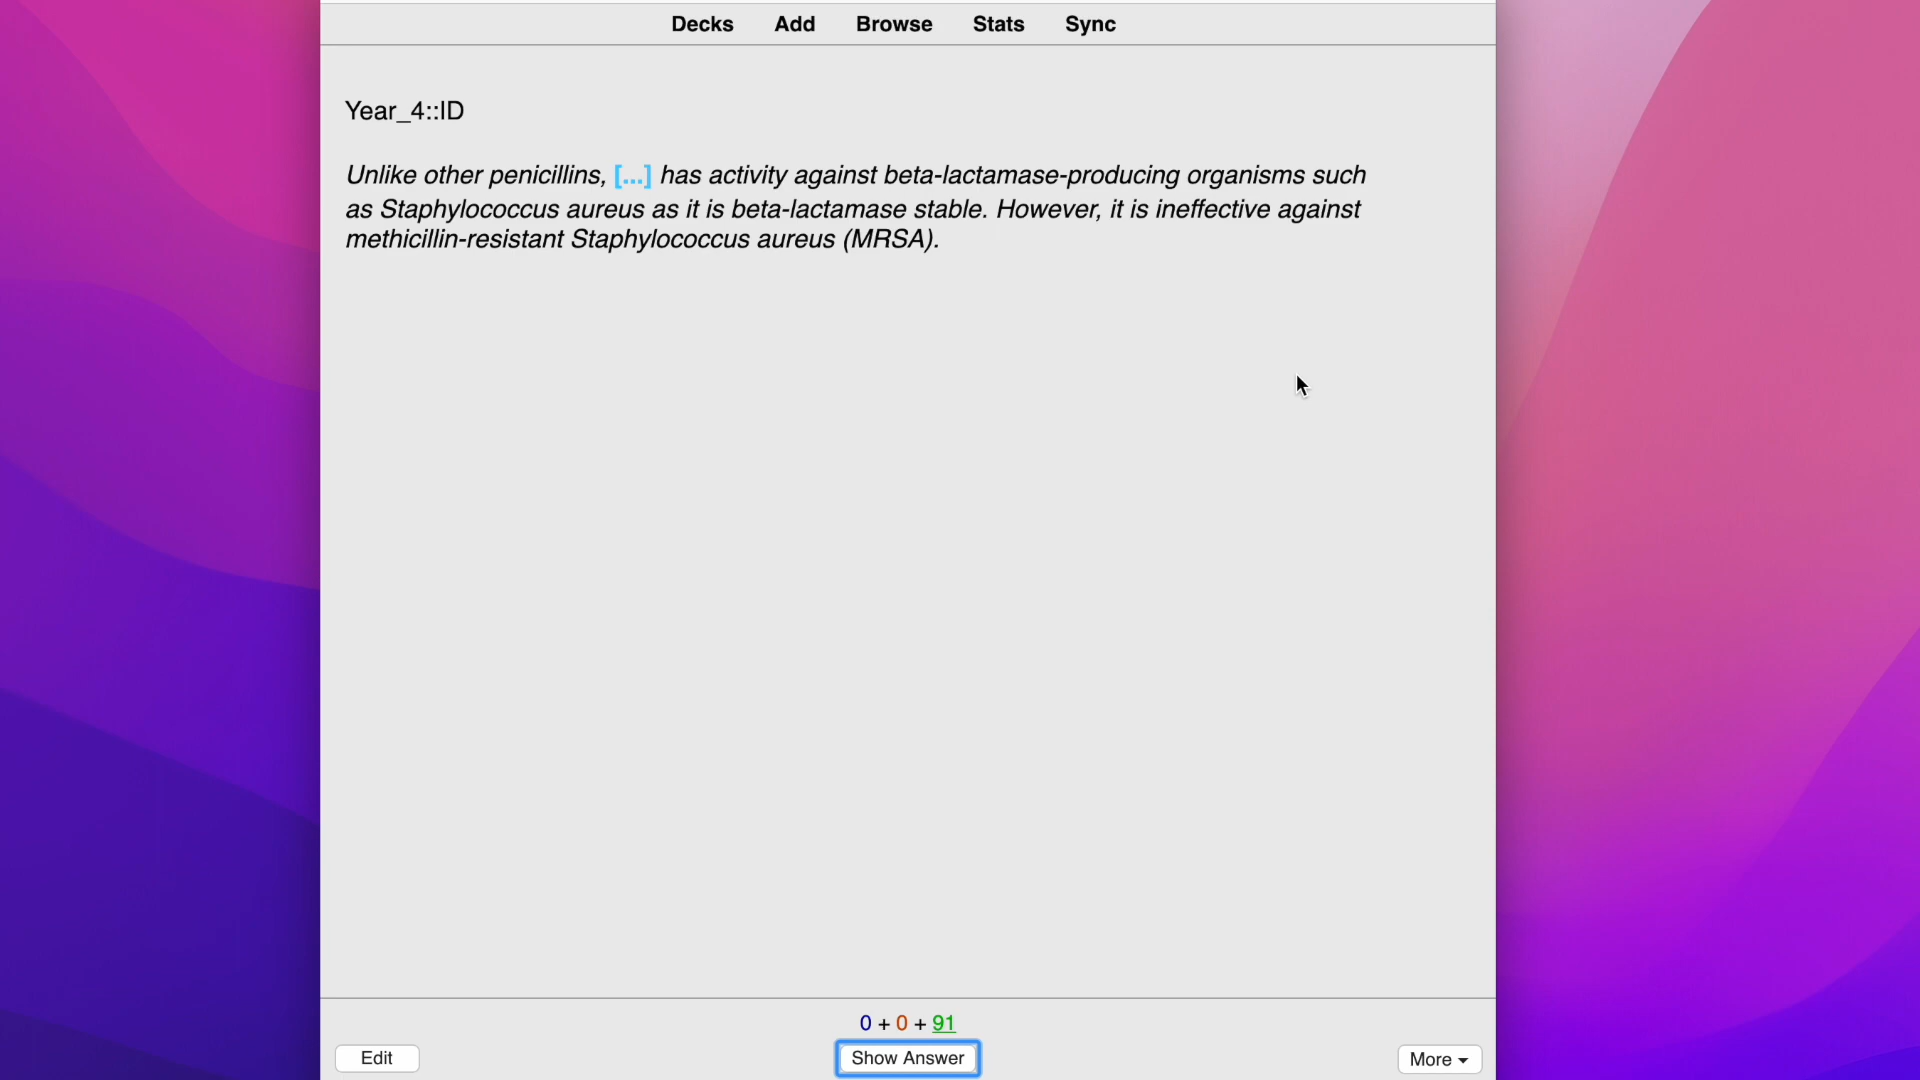 Decks Add Browse Stats Sync
Year_4::ID
Unlike other penicillins, [...] has activity against beta-lactamase-producing organisms such
as Staphylococcus aureus as it is beta-lactamase stable. However, it is ineffective against
methicillin-resistant Staphylococcus aureus (MRSA).
0 + 0 + 91
Edit Show Answer More